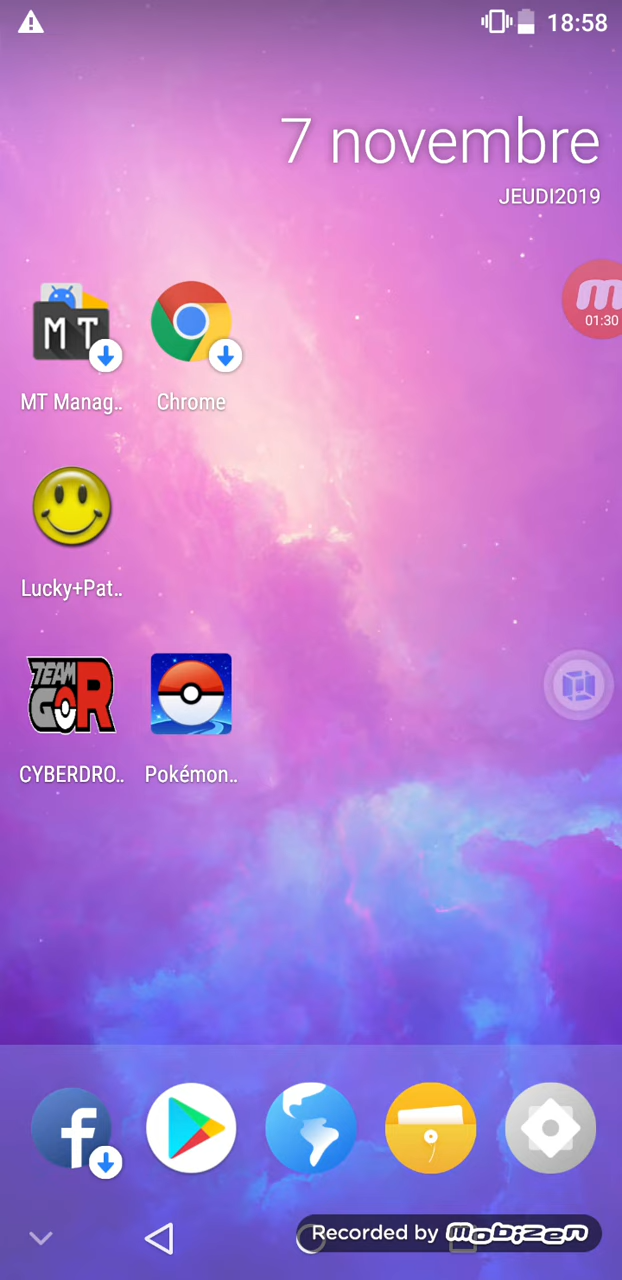 18:58
7 novembre
JEUDI2019
m
01:30
MT
MT Manag..
Chrome
Lucky+Pat..
TEAM
GOR
CYBERDRO..
Pokémon..
f
Recorded by mobizen